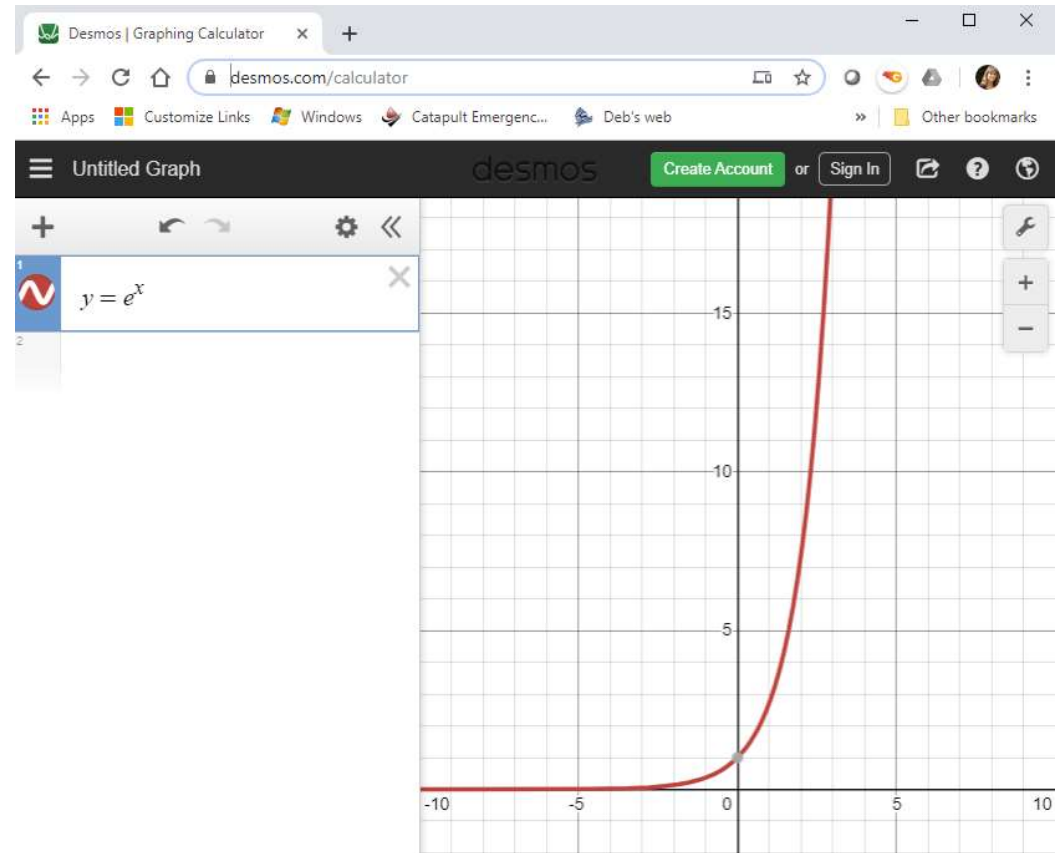 Desmos | Graphing Calculator
desmos.com/calculator
Apps Customize Links Windows Catapult Emergenc... Deb's web » Other bookmarks
Untitled Graph desmos Create Account or Sign In
1
y = eˣ
2
15
10
5
-10 -5 0 5 10